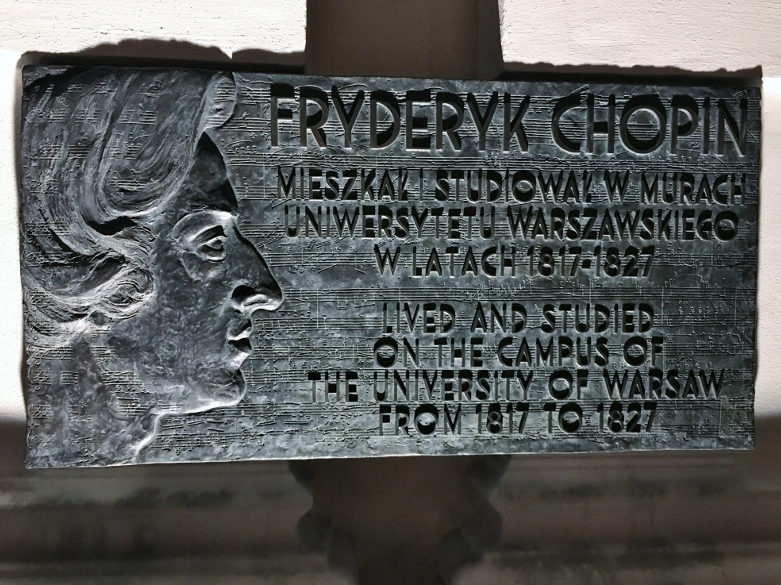 FRYDERYK CHOPIN
MIESZKAŁ I STUDIOWAŁ W MURACH
UNIWERSYTETU WARSZAWSKIEGO
W LATACH 1817-1827
LIVED AND STUDIED
ON THE CAMPUS OF
THE UNIVERSITY OF WARSAW
FROM 1817 TO 1827